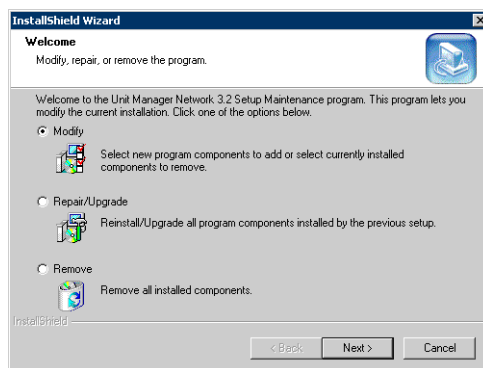 InstallShield Wizard
Welcome
Modify, repair, or remove the program.
Welcome to the Unit Manager Network 3.2 Setup Maintenance program. This program lets you
modify the current installation. Click one of the options below.
Modify
Select new program components to add or select currently installed
components to remove.
Repair/Upgrade
Reinstall/Upgrade all program components installed by the previous setup.
Remove
Remove all installed components.
InstallShield
< Back
Next >
Cancel